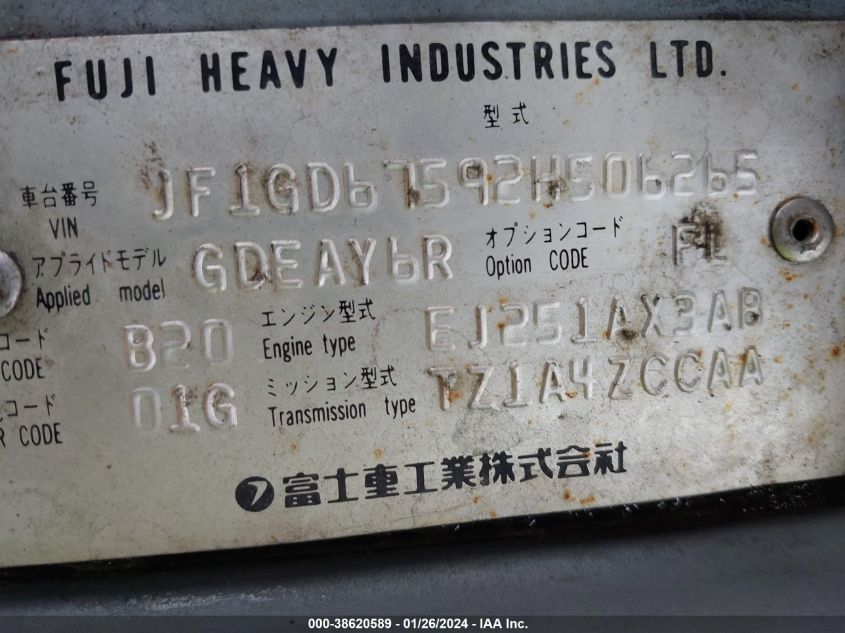 FUJI HEAVY INDUSTRIES LTD.
型式
車台番号 VIN JF1GD67592H506265
アプライドモデル Applied model GDEAY6R オプションコード Option CODE FL
コード CODE B20 エンジン型式 Engine type EJ251AX3AB
コード R CODE 01G ミッション型式 Transmission type TZ1A4ZCCAA
フ 富士重工業株式会社
000-38620589 - 01/26/2024 - IAA Inc.